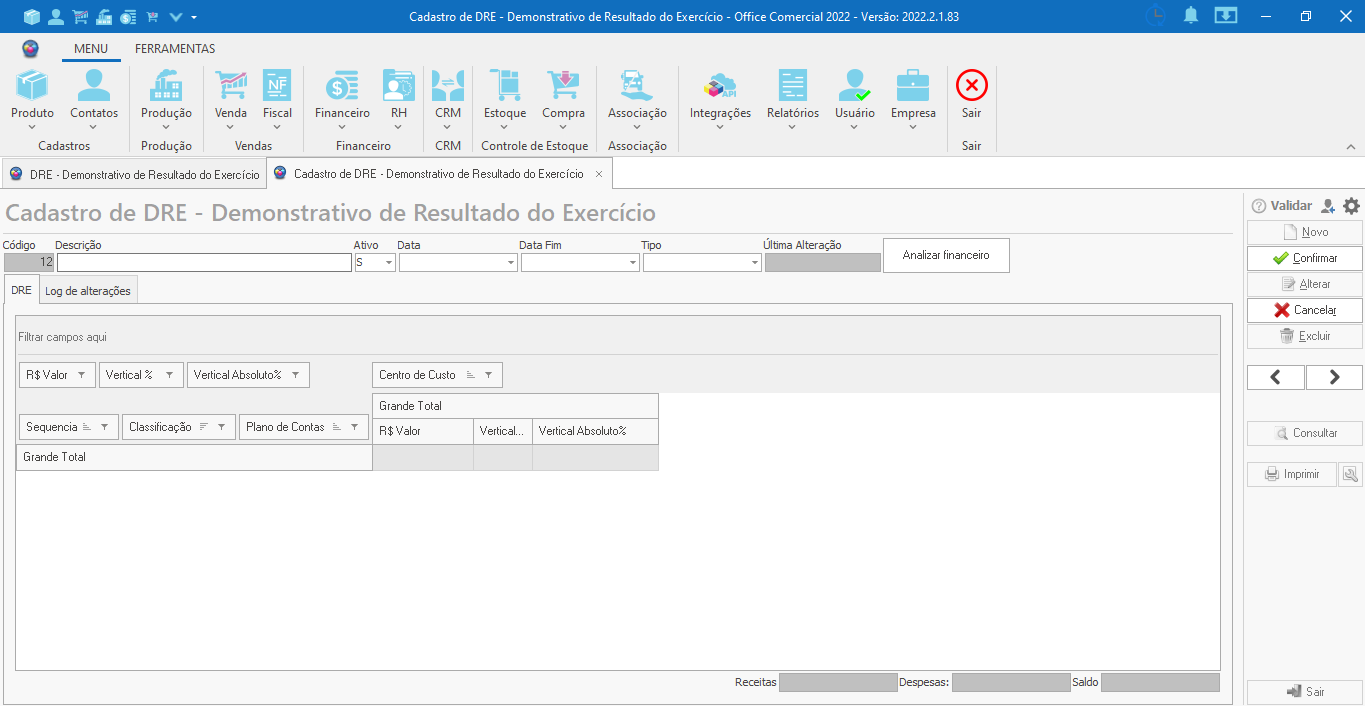 Cadastro de DRE - Demonstrativo de Resultado do Exercício - Office Comercial 2022 - Versão: 2022.2.1.83
MENU FERRAMENTAS
NF API
Produto Contatos Produção Venda Fiscal Financeiro RH CRM Estoque Compra Associação Integrações Relatórios Usuário Empresa Sair
Cadastros Produção Vendas Financeiro CRM Controle de Estoque Associação Sair
DRE - Demonstrativo de Resultado do Exercício Cadastro de DRE - Demonstrativo de Resultado do Exercício
Cadastro de DRE - Demonstrativo de Resultado do Exercício
Código Descrição Ativo Data Data Fim Tipo Última Alteração
12 S Analizar financeiro
DRE Log de alterações
Filtrar campos aqui
R$ Valor Vertical % Vertical Absoluto% Centro de Custo
Grande Total
Sequencia Classificação Plano de Contas R$ Valor Vertical... Vertical Absoluto%
Grande Total
Receitas Despesas: Saldo
Validar
Novo
Confirmar
Alterar
Cancelar
Excluir
Consultar
Imprimir
Sair